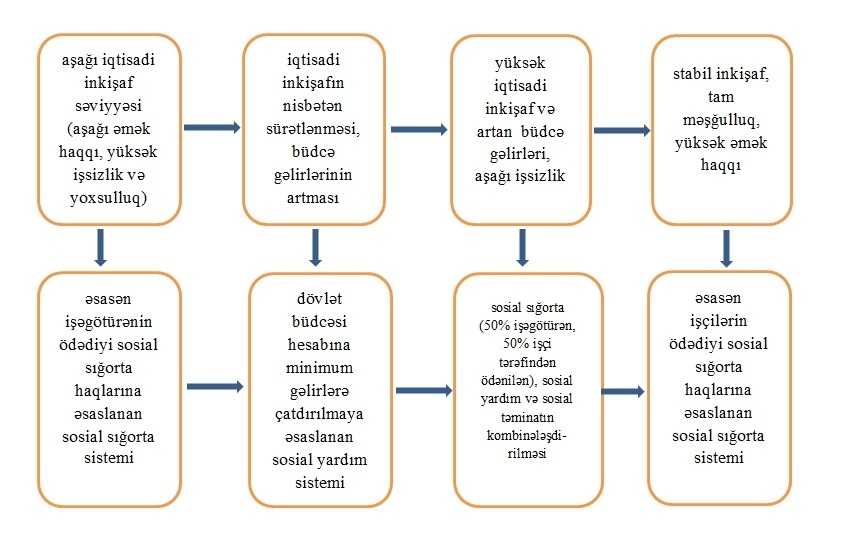 aşağı iqtisadi
inkişaf
səviyyəsi
(aşağı əmək
haqqı, yüksək
işsizlik və
yoxsulluq)
iqtisadi
inkişafın
nisbətən
sürətlənməsi,
büdcə
gəlirlərinin
artması
yüksək
iqtisadi
inkişaf və
artan büdcə
gəlirləri,
aşağı işsizlik
stabil inkişaf,
tam
məşğulluq,
yüksək əmək
haqqı
əsasən
işəgötürənin
ödədiyi sosial
sığorta
haqlarına
əsaslanan
sosial sığorta
sistemi
dövlət
büdcəsi
hesabına
minimum
gəlirlərə
çatdırılmaya
əsaslanan
sosial yardım
sistemi
sosial sığorta
(50% işəgötürən,
50% işçi
tərəfindən
ödənilən), sosial
yardım və sosial
təminatın
kombinələşdi-
rilməsi
əsasən
işçilərin
ödədiyi sosial
sığorta
haqlarına
əsaslanan
sosial sığorta
sistemi